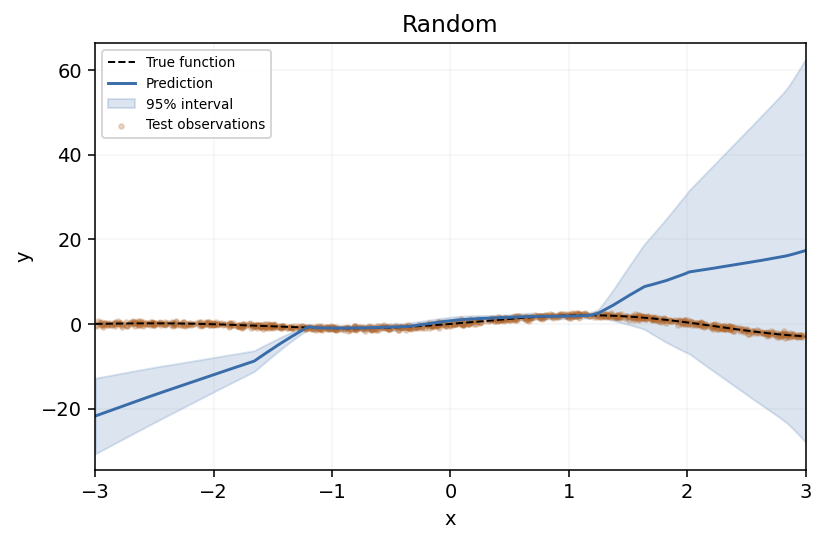 Random
True function
Prediction
95% interval
Test observations
60
40
20
0
−20
y
−3
−2
−1
0
1
2
3
x